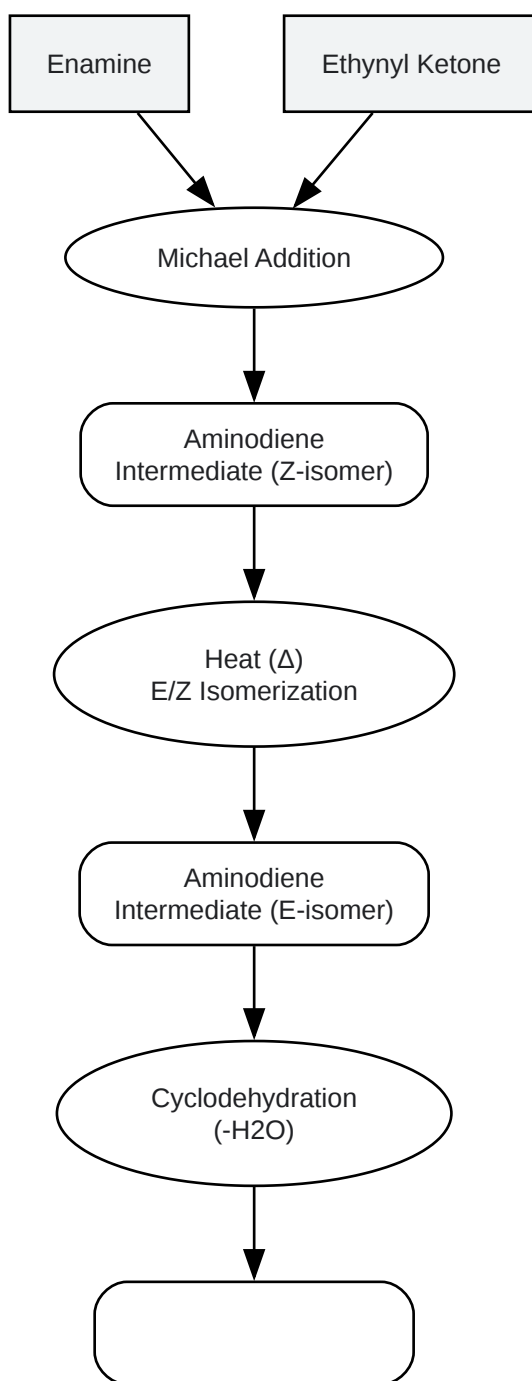 Enamine
Ethynyl Ketone
Michael Addition
Aminodiene
Intermediate (Z-isomer)
Heat (Δ)
E/Z Isomerization
Aminodiene
Intermediate (E-isomer)
Cyclodehydration
(-H2O)